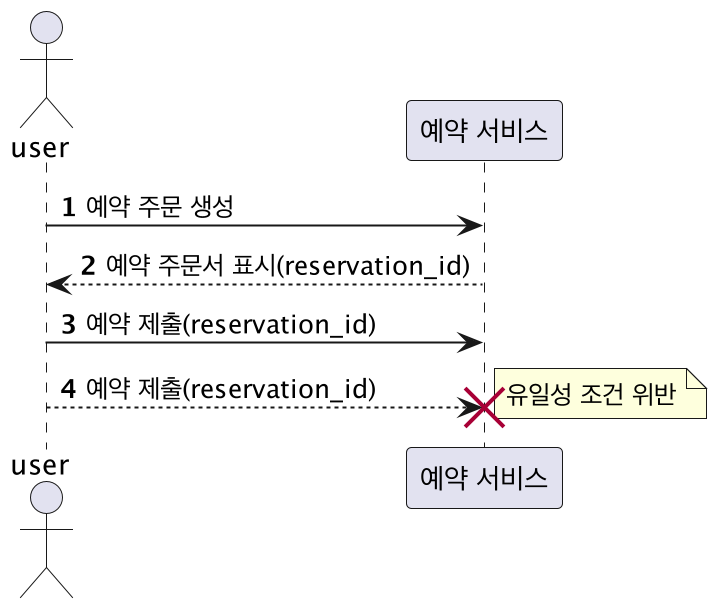 user
예약 서비스
1 예약 주문 생성
2 예약 주문서 표시(reservation_id)
3 예약 제출(reservation_id)
4 예약 제출(reservation_id)
유일성 조건 위반
user
예약 서비스